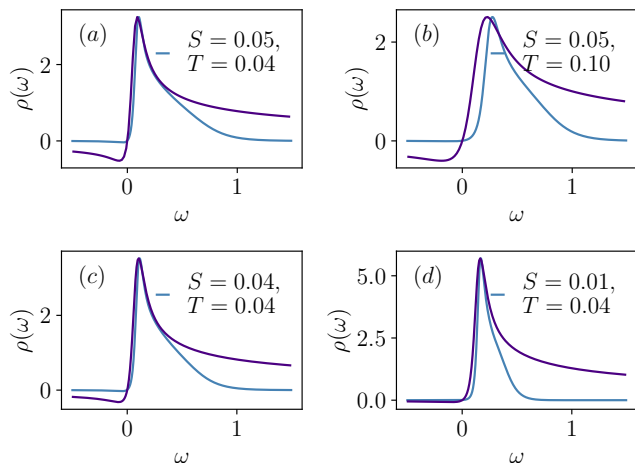 (a)
S = 0.05,
T = 0.04
ρ(ω)
2
0
0
1
ω
(b)
S = 0.05,
T = 0.10
ρ(ω)
2
0
0
1
ω
(c)
S = 0.04,
T = 0.04
ρ(ω)
2
0
0
1
ω
(d)
S = 0.01,
T = 0.04
ρ(ω)
5.0
2.5
0.0
0
1
ω